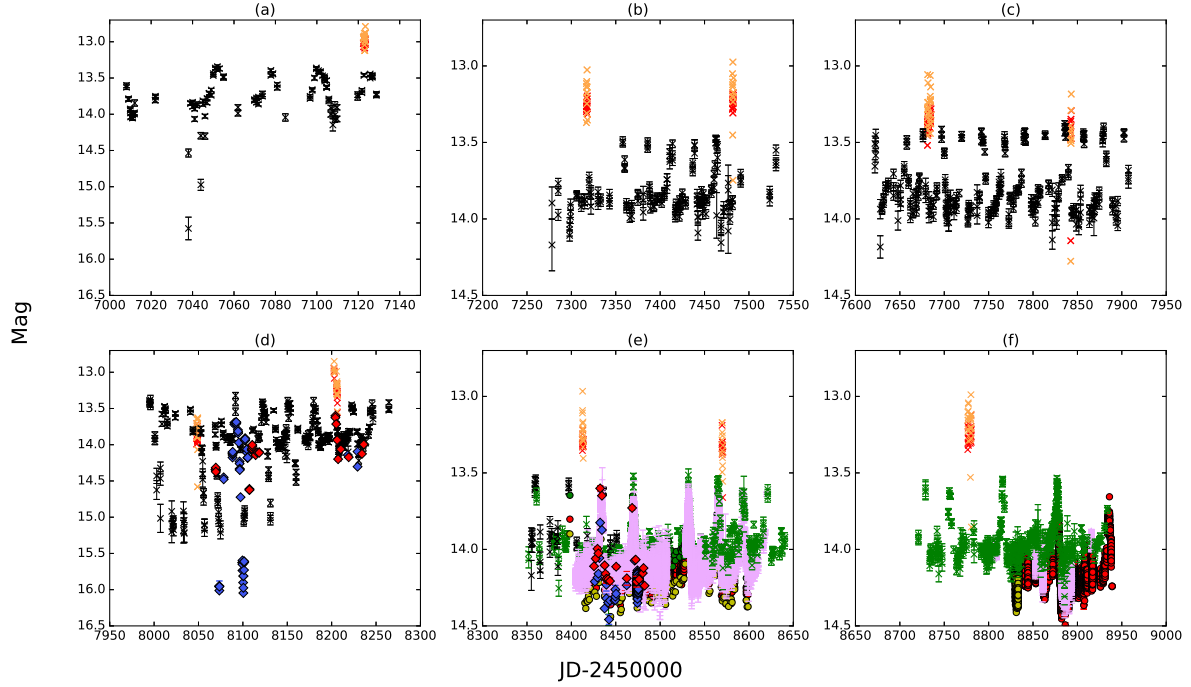 (a) (b) (c)
13.0 13.5 14.0 14.5 15.0 15.5 16.0 16.5
7000 7020 7040 7060 7080 7100 7120 7140
13.0 13.5 14.0 14.5
7200 7250 7300 7350 7400 7450 7500 7550
13.0 13.5 14.0 14.5
7600 7650 7700 7750 7800 7850 7900 7950
Mag
(d) (e) (f)
13.0 13.5 14.0 14.5 15.0 15.5 16.0 16.5
7950 8000 8050 8100 8150 8200 8250 8300
13.0 13.5 14.0 14.5
8300 8350 8400 8450 8500 8550 8600 8650
13.0 13.5 14.0 14.5
8650 8700 8750 8800 8850 8900 8950 9000
JD-2450000